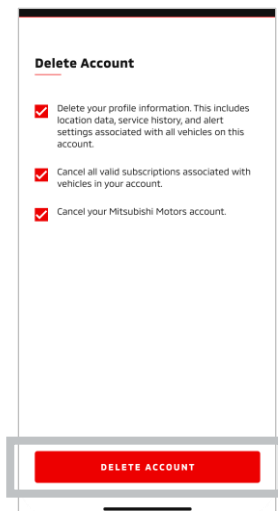 Delete Account
Delete your profile information. This includes
location data, service history, and alert
settings associated with all vehicles on this
account.
Cancel all valid subscriptions associated with
vehicles in your account.
Cancel your Mitsubishi Motors account.
DELETE ACCOUNT